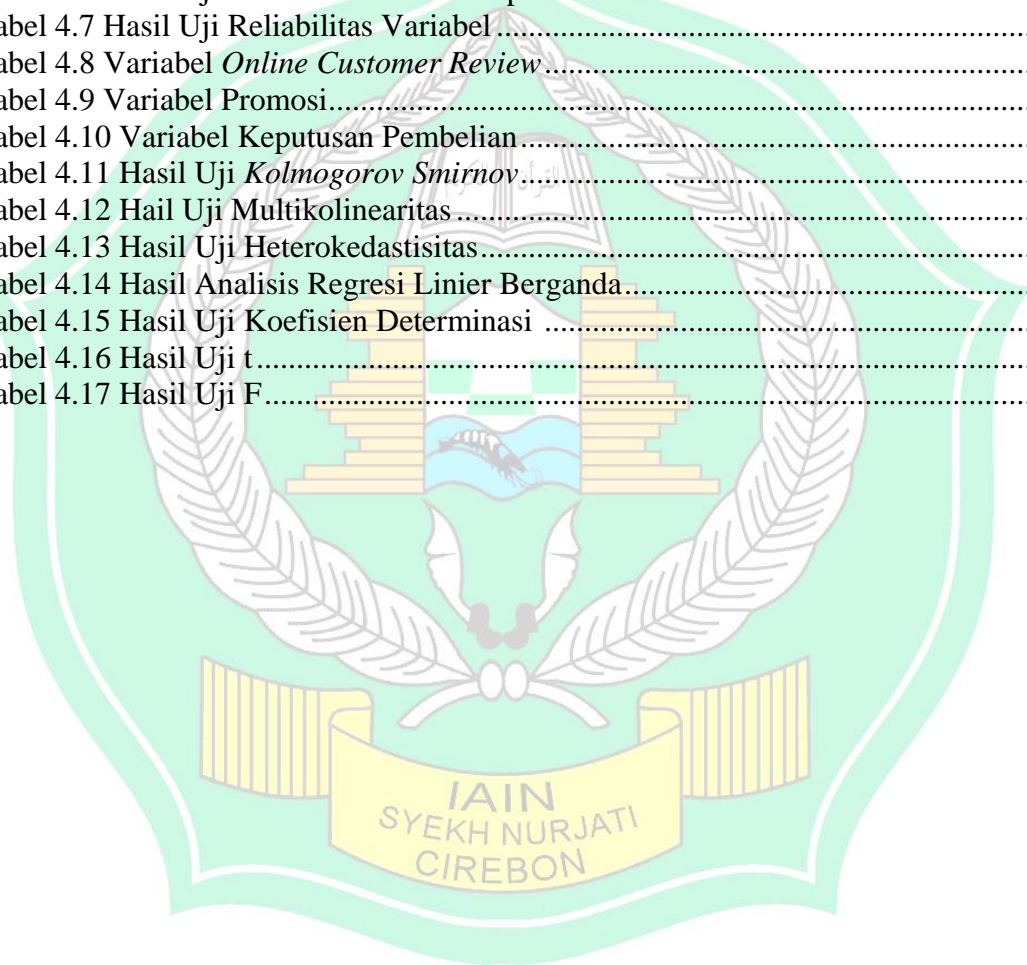 abel 4.7 Hasil Uji Reliabilitas Variabel
abel 4.8 Variabel Online Customer Review
abel 4.9 Variabel Promosi
abel 4.10 Variabel Keputusan Pembelian
abel 4.11 Hasil Uji Kolmogorov Smirnov
abel 4.12 Hail Uji Multikolinearitas
abel 4.13 Hasil Uji Heterokedastisitas
abel 4.14 Hasil Analisis Regresi Linier Berganda
abel 4.15 Hasil Uji Koefisien Determinasi
abel 4.16 Hasil Uji t
abel 4.17 Hasil Uji F
IAIN
SYEKH NURJATI
CIREBON